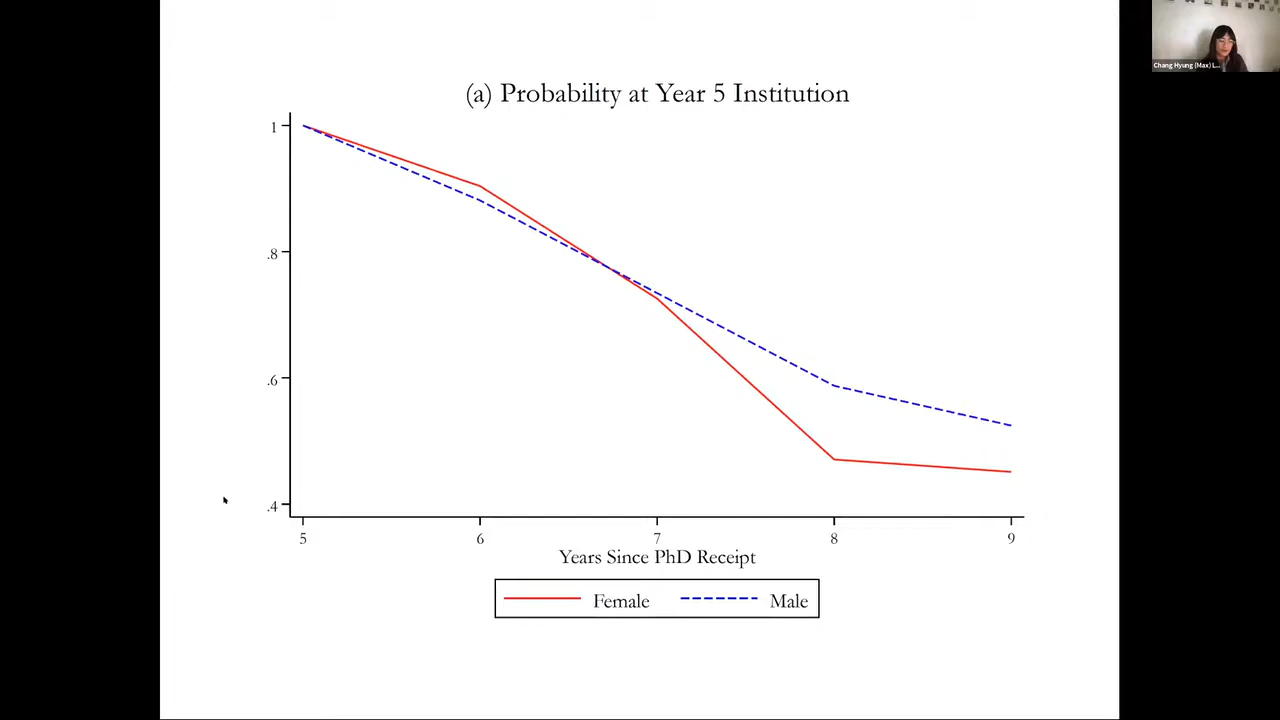 Chang Hyung (Max) L...
(a) Probability at Year 5 Institution
1
.8
.6
.4
5 6 7 8 9
Years Since PhD Receipt
Female Male